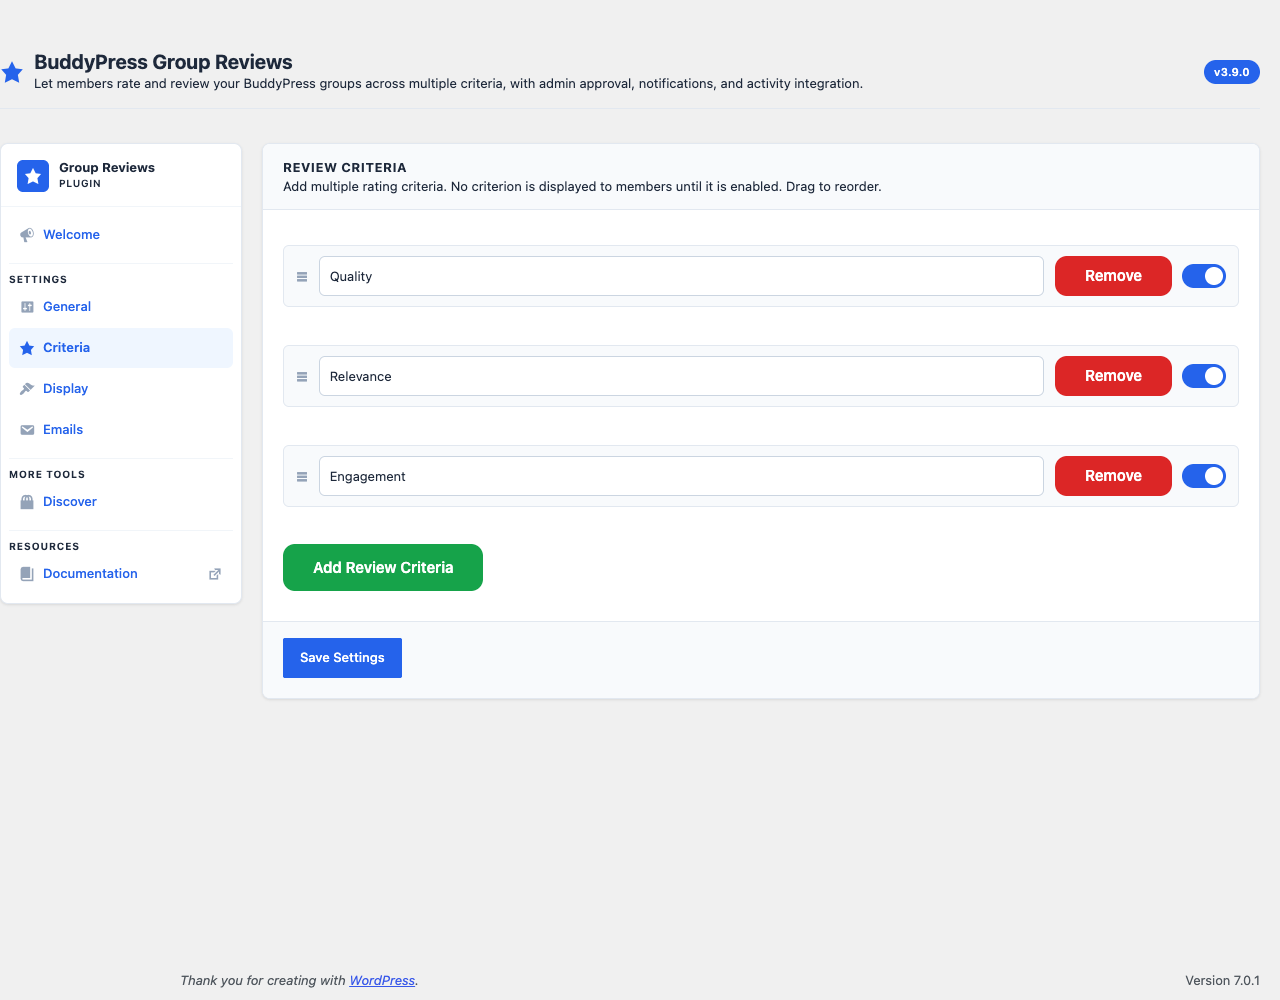 BuddyPress Group Reviews
Let members rate and review your BuddyPress groups across multiple criteria, with admin approval, notifications, and activity integration.
v3.9.0
Group Reviews
PLUGIN
Welcome
SETTINGS
General
Criteria
Display
Emails
MORE TOOLS
Discover
RESOURCES
Documentation
REVIEW CRITERIA
Add multiple rating criteria. No criterion is displayed to members until it is enabled. Drag to reorder.
Quality
Remove
Relevance
Remove
Engagement
Remove
Add Review Criteria
Save Settings
Thank you for creating with WordPress.
Version 7.0.1